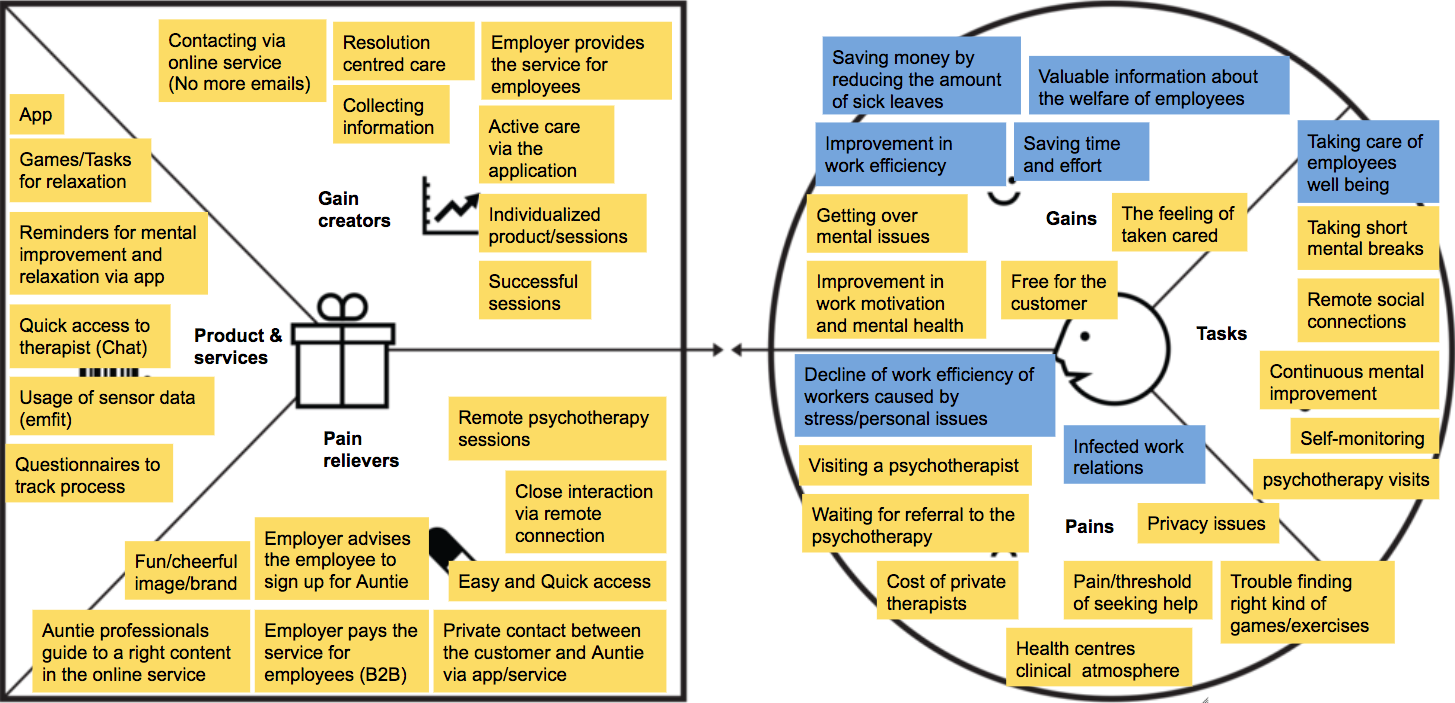 Contacting via
online service
(No more emails)
Resolution
centred care
Employer provides
the service for
employees
Collecting
information
Active care
via the
application
Gain
creators
Individualized
product/sessions
Successful
sessions
App
Games/Tasks
for relaxation
Reminders for mental
improvement and
relaxation via app
Quick access to
therapist (Chat)
Product &
services
Usage of sensor data
(emfit)
Questionnaires to
track process
Pain
relievers
Remote psychotherapy
sessions
Close interaction
via remote
connection
Fun/cheerful
image/brand
Employer advises
the employee to
sign up for Auntie
Easy and Quick access
Auntie professionals
guide to a right content
in the online service
Employer pays the
service for
employees (B2B)
Private contact between
the customer and Auntie
via app/service
Saving money by
reducing the amount
of sick leaves
Valuable information about
the welfare of employees
Improvement in
work efficiency
Saving time
and effort
Getting over
mental issues
Gains
The feeling of
taken cared
Improvement in
work motivation
and mental health
Free for the
customer
Taking care of
employees
well being
Taking short
mental breaks
Remote social
connections
Tasks
Continuous mental
improvement
Self-monitoring
psychotherapy visits
Decline of work efficiency of
workers caused by
stress/personal issues
Infected work
relations
Visiting a psychotherapist
Waiting for referral to the
psychotherapy
Pains
Privacy issues
Cost of private
therapists
Pain/threshold
of seeking help
Trouble finding
right kind of
games/exercises
Health centres
clinical atmosphere